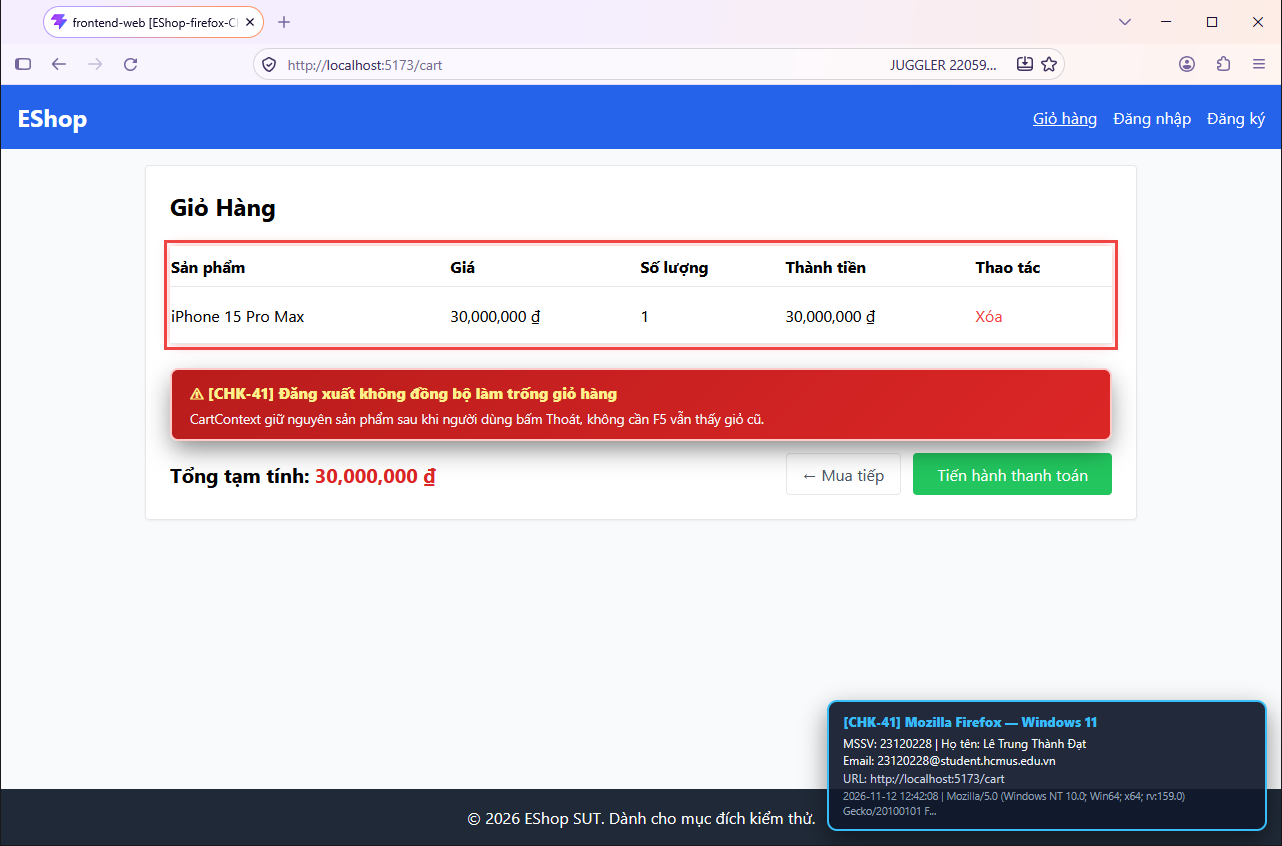 frontend-web [EShop-firefox-Cl
http://localhost:5173/cart
JUGGLER 22059...
EShop
Giỏ hàng Đăng nhập Đăng ký
Giỏ Hàng
Sản phẩm Giá Số lượng Thành tiền Thao tác
iPhone 15 Pro Max 30,000,000 ₫ 1 30,000,000 ₫ Xóa
⚠ [CHK-41] Đăng xuất không đồng bộ làm trống giỏ hàng
CartContext giữ nguyên sản phẩm sau khi người dùng bấm Thoát, không cần F5 vẫn thấy giỏ cũ.
Tổng tạm tính: 30,000,000 ₫
← Mua tiếp
Tiến hành thanh toán
[CHK-41] Mozilla Firefox — Windows 11
MSSV: 23120228 | Họ tên: Lê Trung Thành Đạt
Email: 23120228@student.hcmus.edu.vn
URL: http://localhost:5173/cart
2026-11-12 12:42:08 | Mozilla/5.0 (Windows NT 10.0; Win64; x64; rv:159.0)
Gecko/20100101 F...
© 2026 EShop SUT. Dành cho mục đích kiểm thử.